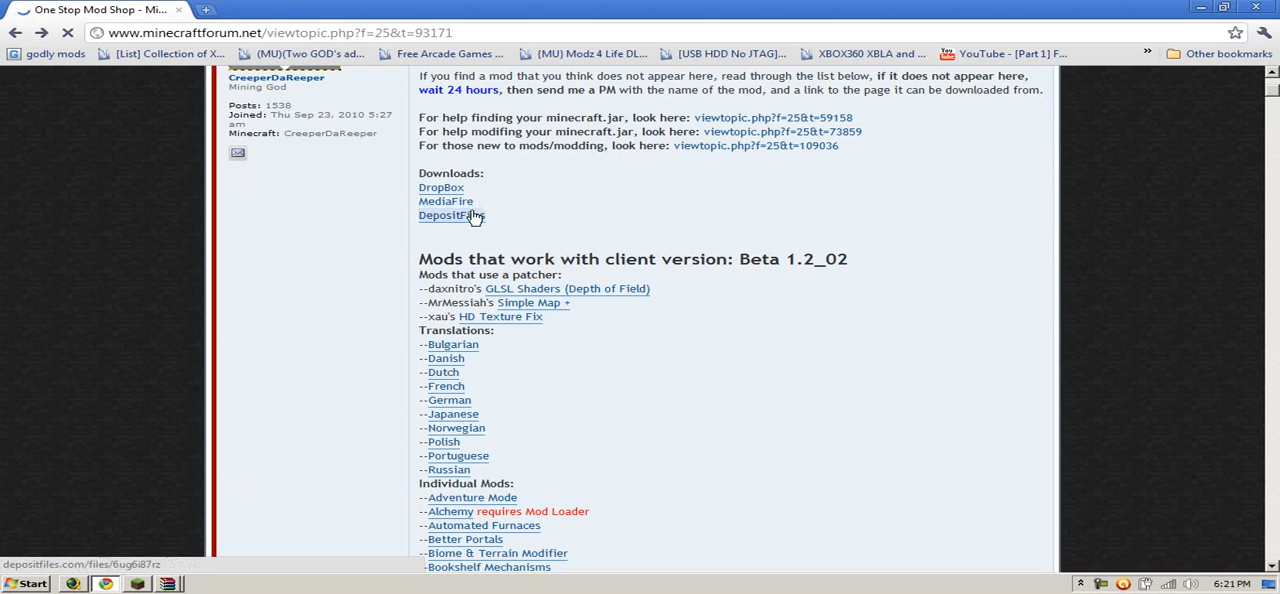 One Stop Mod Shop - Mi...
www.minecraftforum.net/viewtopic.php?f=25&t=93171
godly mods [List] Collection of X... (MU)(Two GOD's ad... Free Arcade Games ... {MU} Modz 4 Life DL... [USB HDD No JTAG]... XBOX360 XBLA and ... YouTube - [Part 1] F... » Other bookmarks
CreeperDaReeper
Mining God
Posts: 1538
Joined: Thu Sep 23, 2010 5:27
am
Minecraft: CreeperDaReeper
If you find a mod that you think does not appear here, read through the list below, if it does not appear here,
wait 24 hours, then send me a PM with the name of the mod, and a link to the page it can be downloaded from.
For help finding your minecraft.jar, look here: viewtopic.php?f=25&t=59158
For help modifing your minecraft.jar, look here: viewtopic.php?f=25&t=73859
For those new to mods/modding, look here: viewtopic.php?f=25&t=109036
Downloads:
DropBox
MediaFire
DepositFiles
Mods that work with client version: Beta 1.2_02
Mods that use a patcher:
--daxnitro's GLSL Shaders (Depth of Field)
--MrMessiah's Simple Map +
--xau's HD Texture Fix
Translations:
--Bulgarian
--Danish
--Dutch
--French
--German
--Japanese
--Norwegian
--Polish
--Portuguese
--Russian
Individual Mods:
--Adventure Mode
--Alchemy requires Mod Loader
--Automated Furnaces
--Better Portals
--Biome & Terrain Modifier
--Bookshelf Mechanisms
depositfiles.com/files/6ug6i87rz
Start
6:21 PM